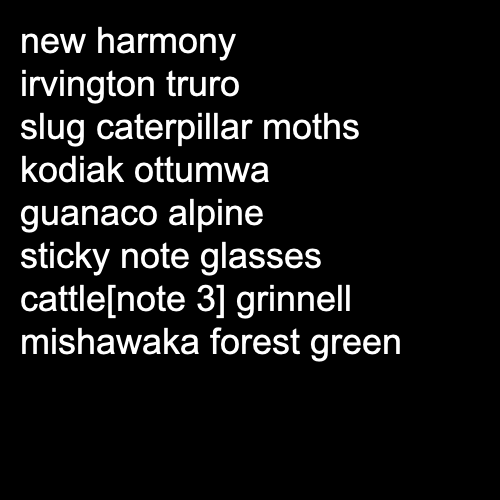 new harmony
irvington truro
slug caterpillar moths
kodiak ottumwa
guanaco alpine
sticky note glasses
cattle[note 3] grinnell
mishawaka forest green